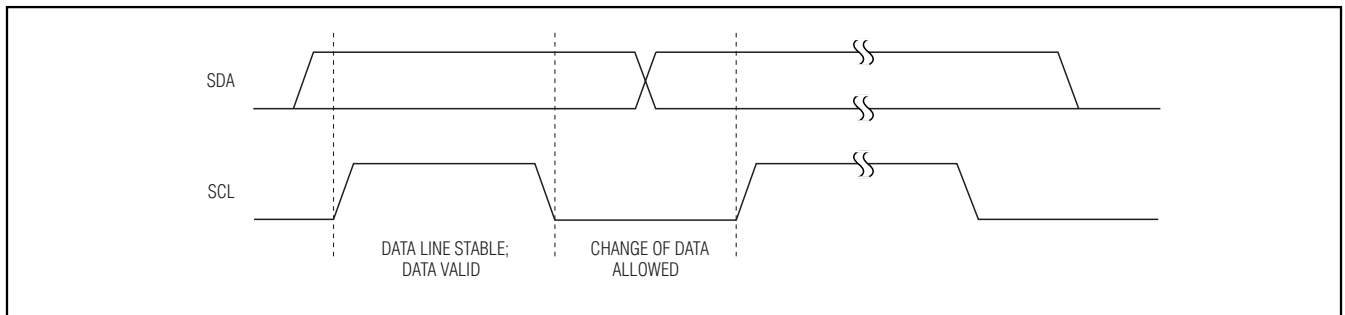 SDA
SCL
DATA LINE STABLE;
DATA VALID
CHANGE OF DATA
ALLOWED